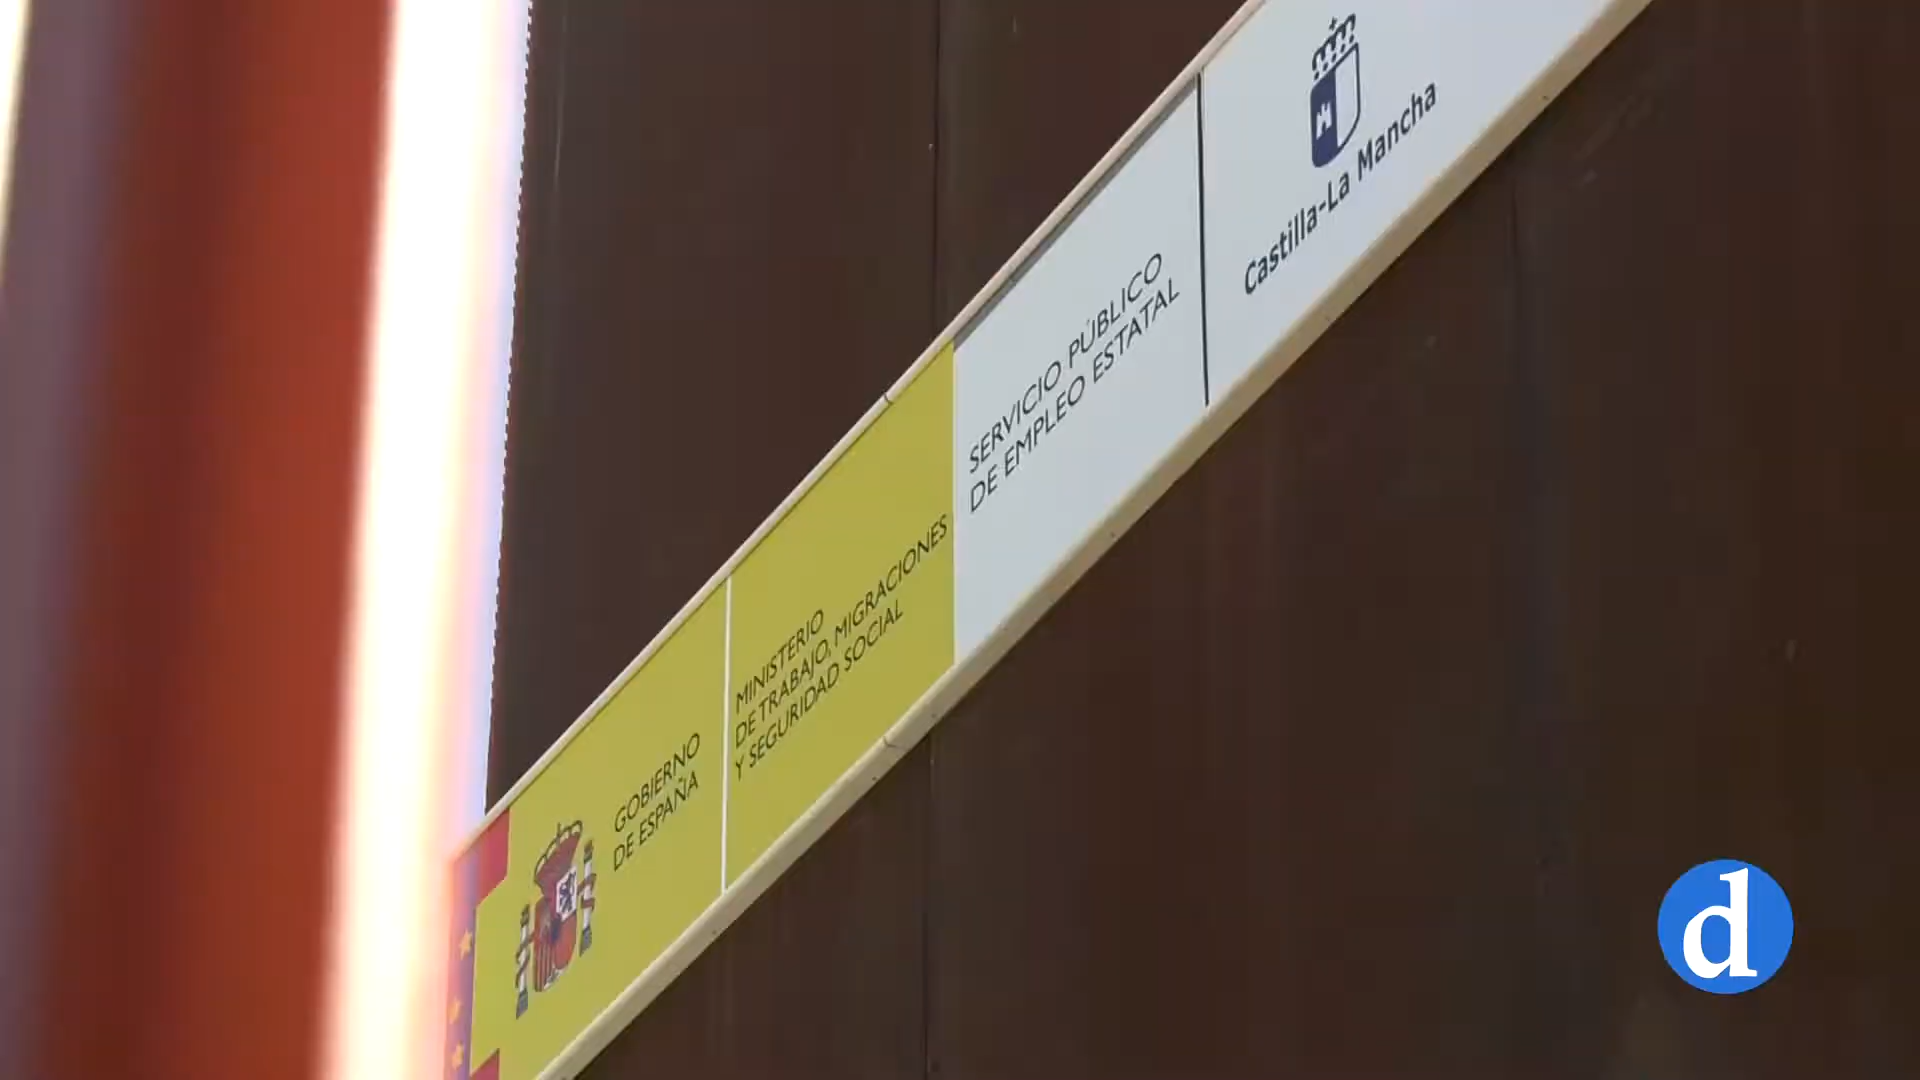 GOBIERNO
DE ESPAÑA
MINISTERIO
DE TRABAJO, MIGRACIONES
Y SEGURIDAD SOCIAL
SERVICIO PÚBLICO
DE EMPLEO ESTATAL
Castilla-La Mancha
d